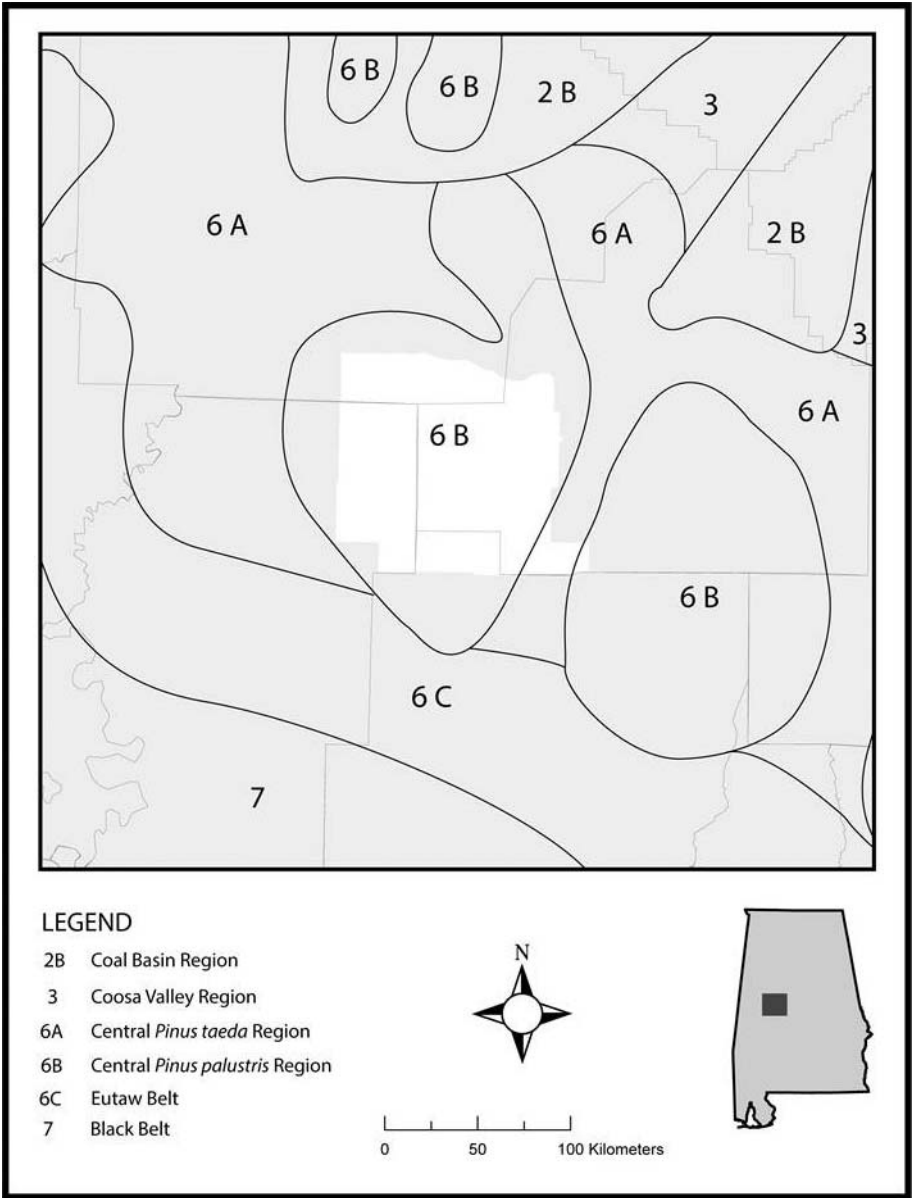 6 B
6 B
2 B
3
6 A
6 A
2 B
3
6 A
6 B
6 B
6 C
7
LEGEND
2B Coal Basin Region
3 Coosa Valley Region
6A Central Pinus taeda Region
6B Central Pinus palustris Region
6C Eutaw Belt
7 Black Belt
N
0 50 100 Kilometers